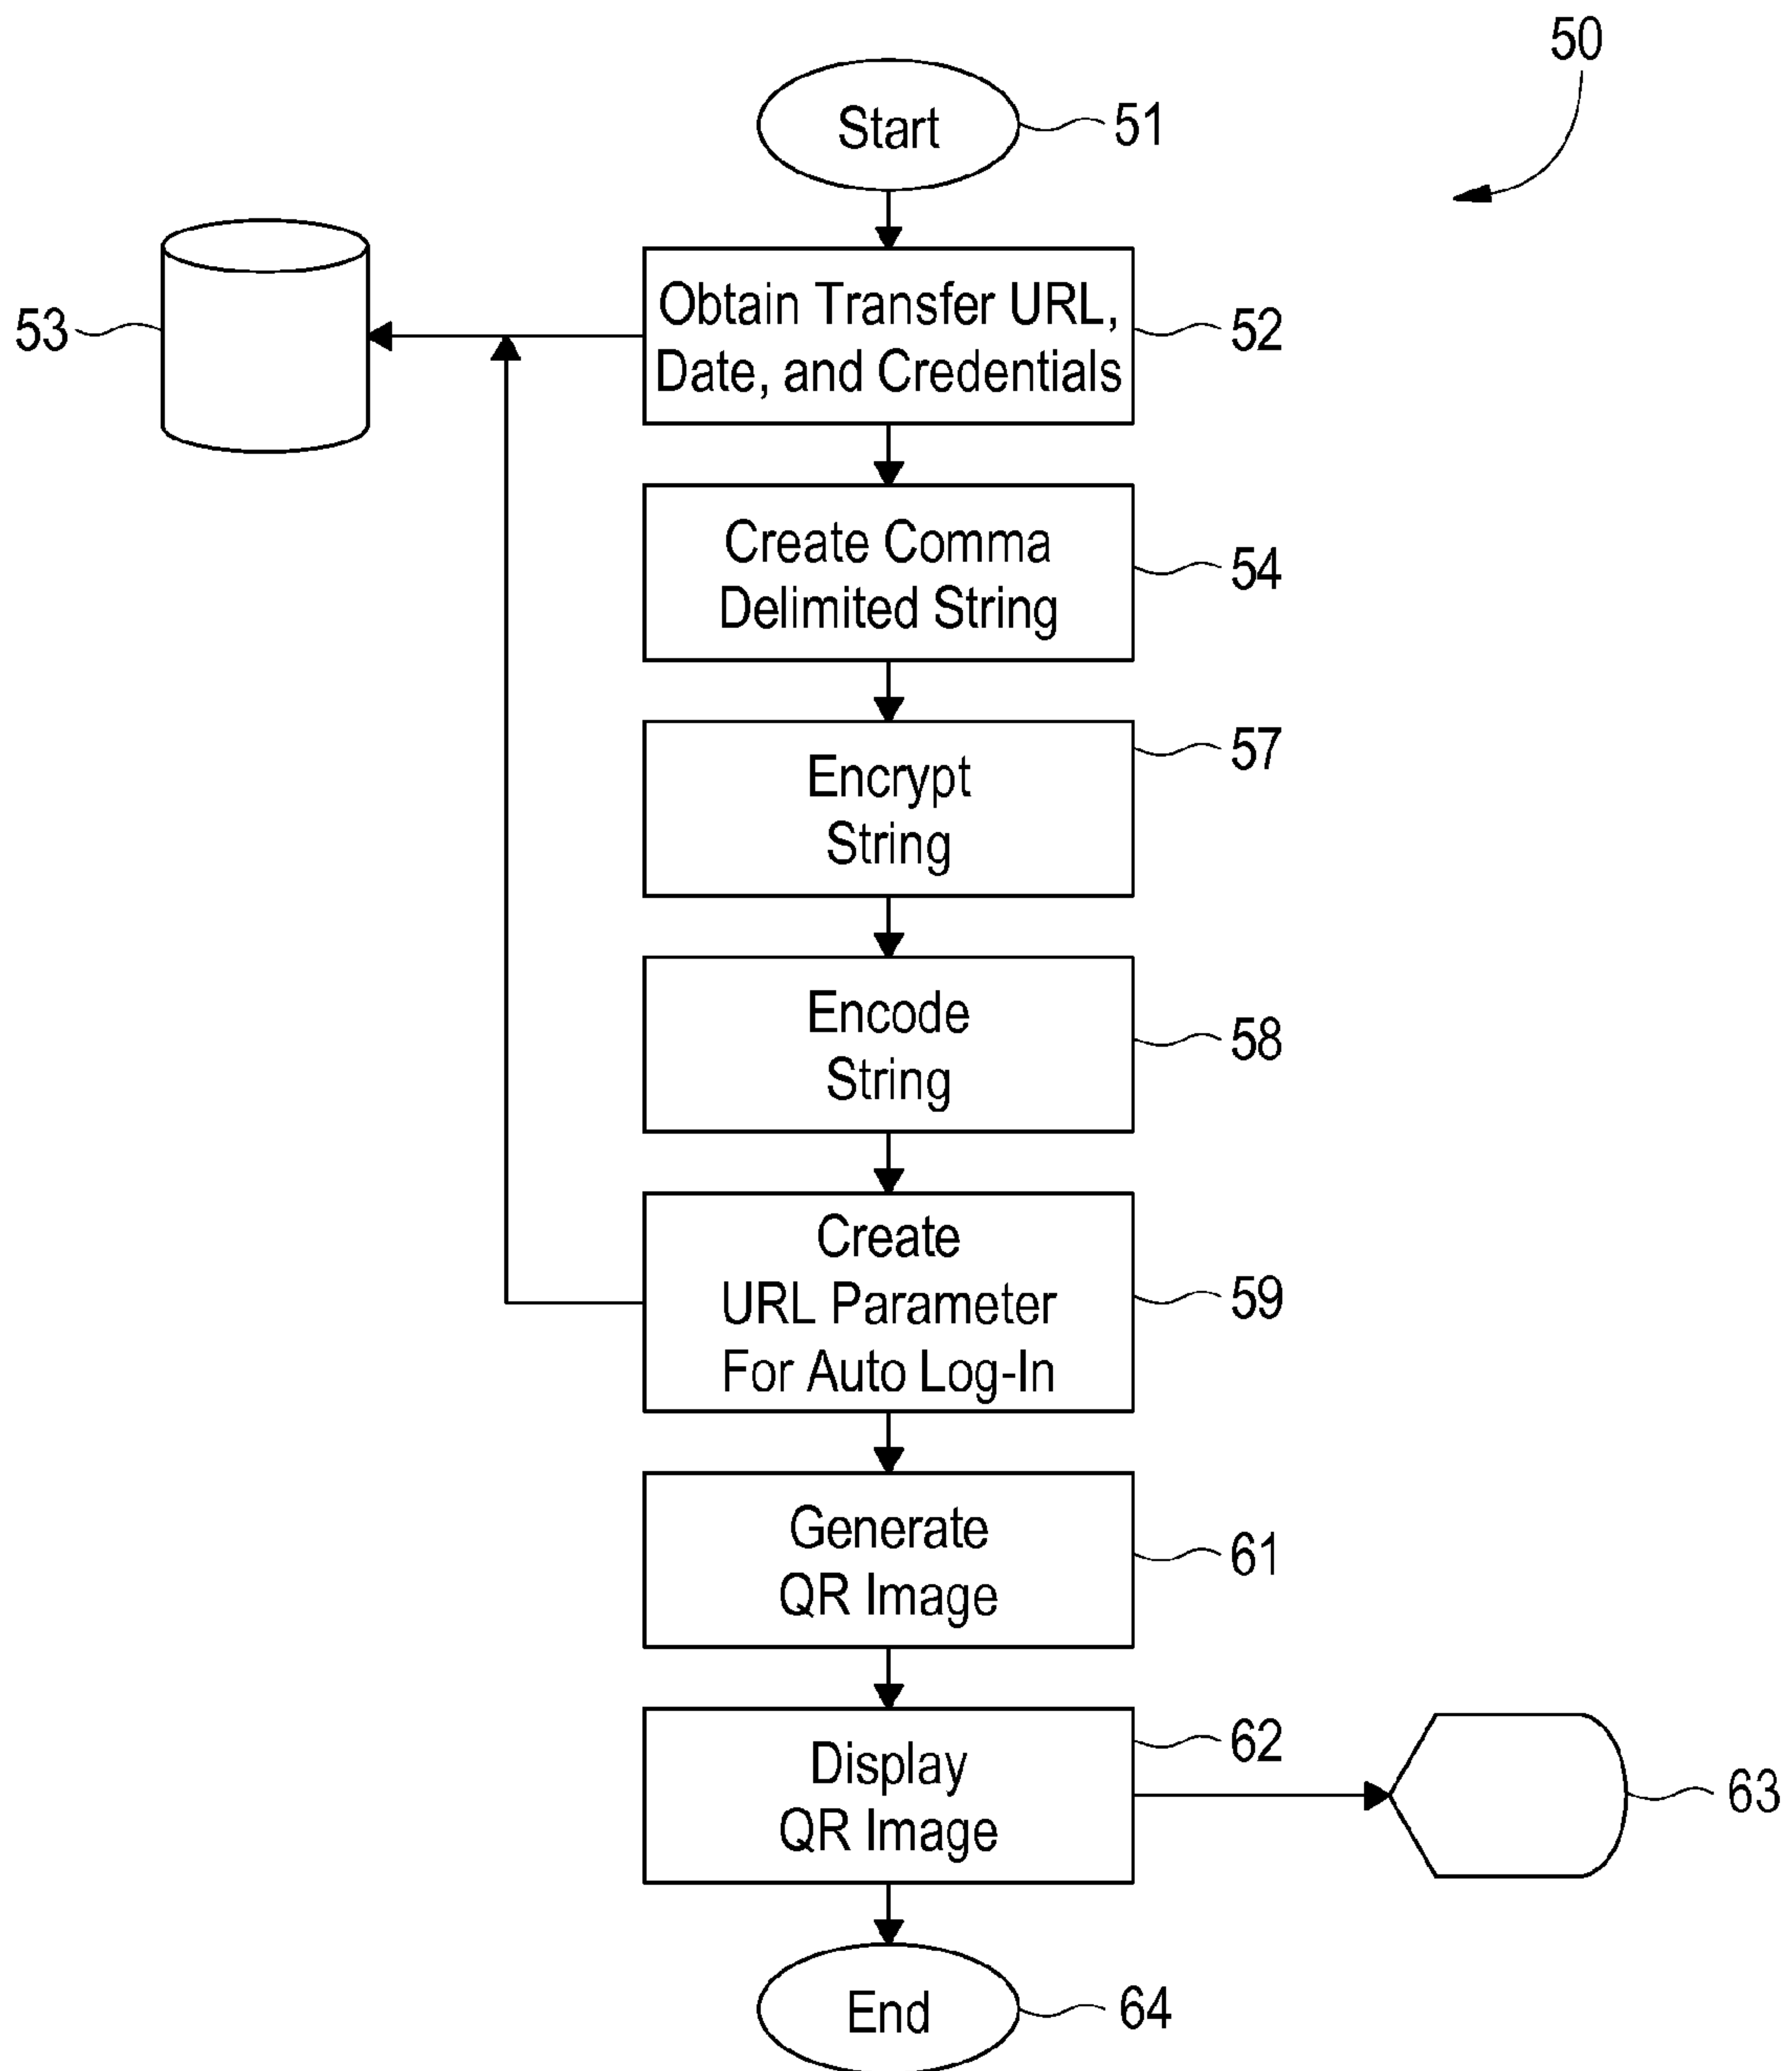 50
Start
51
Obtain Transfer URL,
Date, and Credentials
52
53
Create Comma
Delimited String
54
Encrypt
String
57
Encode
String
58
Create
URL Parameter
For Auto Log-In
59
Generate
QR Image
61
Display
QR Image
62
63
End
64